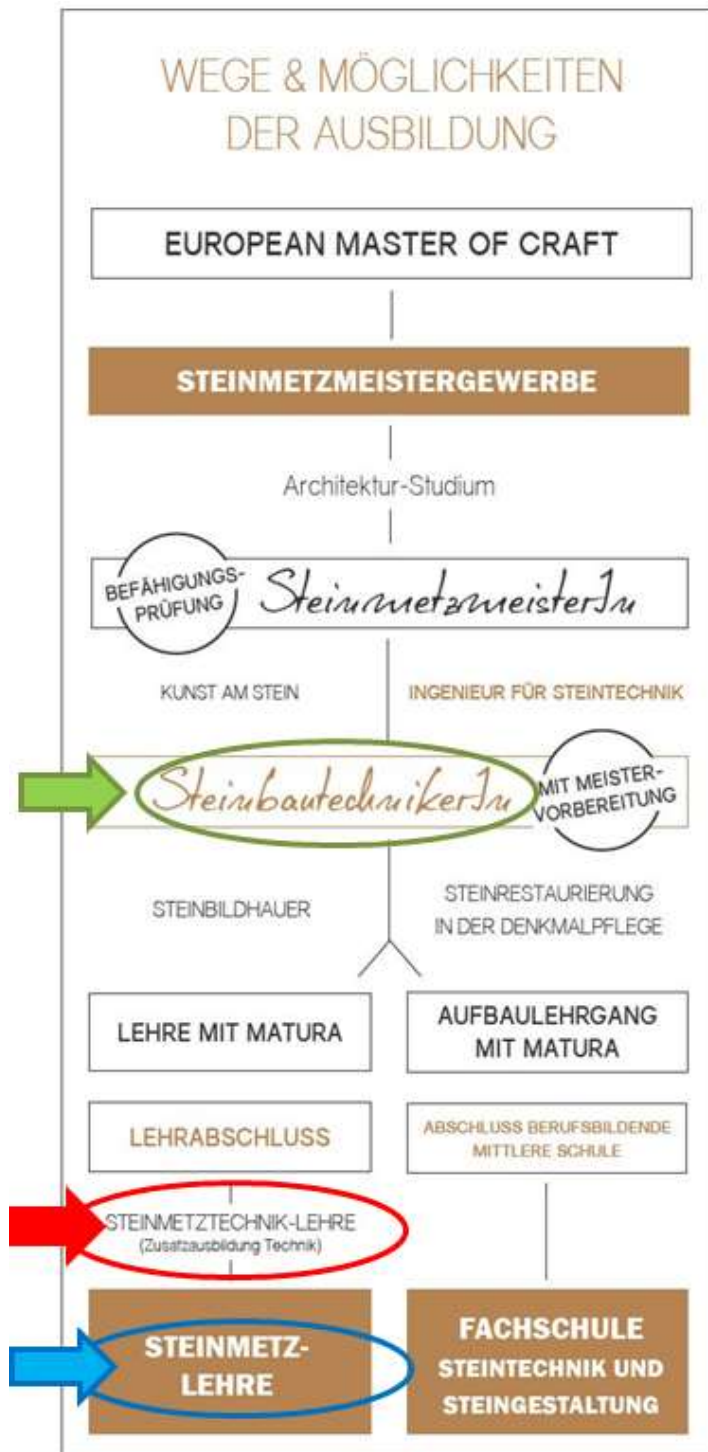 WEGE & MÖGLICHKEITEN
DER AUSBILDUNG
EUROPEAN MASTER OF CRAFT
STEINMETZMEISTERGEWERBE
Architektur-Studium
BEFÄHIGUNGS-
PRÜFUNG
SteinmetzmeisterIn
KUNST AM STEIN
INGENIEUR FÜR STEINTECHNIK
SteinbautechnikerIn
MIT MEISTER-
VORBEREITUNG
STEINBILDHAUER
STEINRESTAURIERUNG
IN DER DENKMALPFLEGE
LEHRE MIT MATURA
AUFBAULEHRGANG
MIT MATURA
LEHRABSCHLUSS
ABSCHLUSS BERUFSBILDENDE
MITTLERE SCHULE
STEINMETZTECHNIK-LEHRE
(Zusatzausbildung Technik)
STEINMETZ-
LEHRE
FACHSCHULE
STEINTECHNIK UND
STEINGESTALTUNG